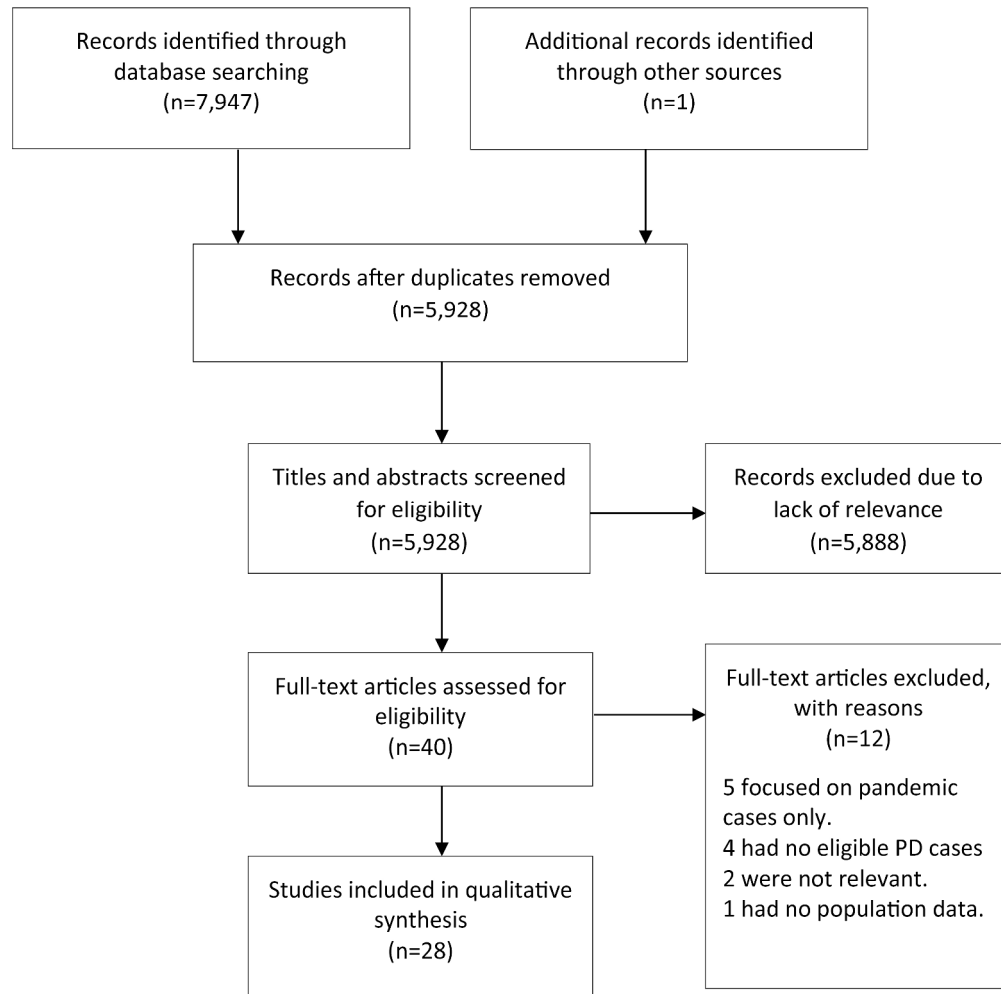 Records identified through
database searching
(n=7,947)
Additional records identified
through other sources
(n=1)
Records after duplicates removed
(n=5,928)
Titles and abstracts screened
for eligibility
(n=5,928)
Records excluded due to
lack of relevance
(n=5,888)
Full-text articles assessed for
eligibility
(n=40)
Full-text articles excluded,
with reasons
(n=12)
5 focused on pandemic
cases only.
4 had no eligible PD cases
2 were not relevant.
1 had no population data.
Studies included in qualitative
synthesis
(n=28)